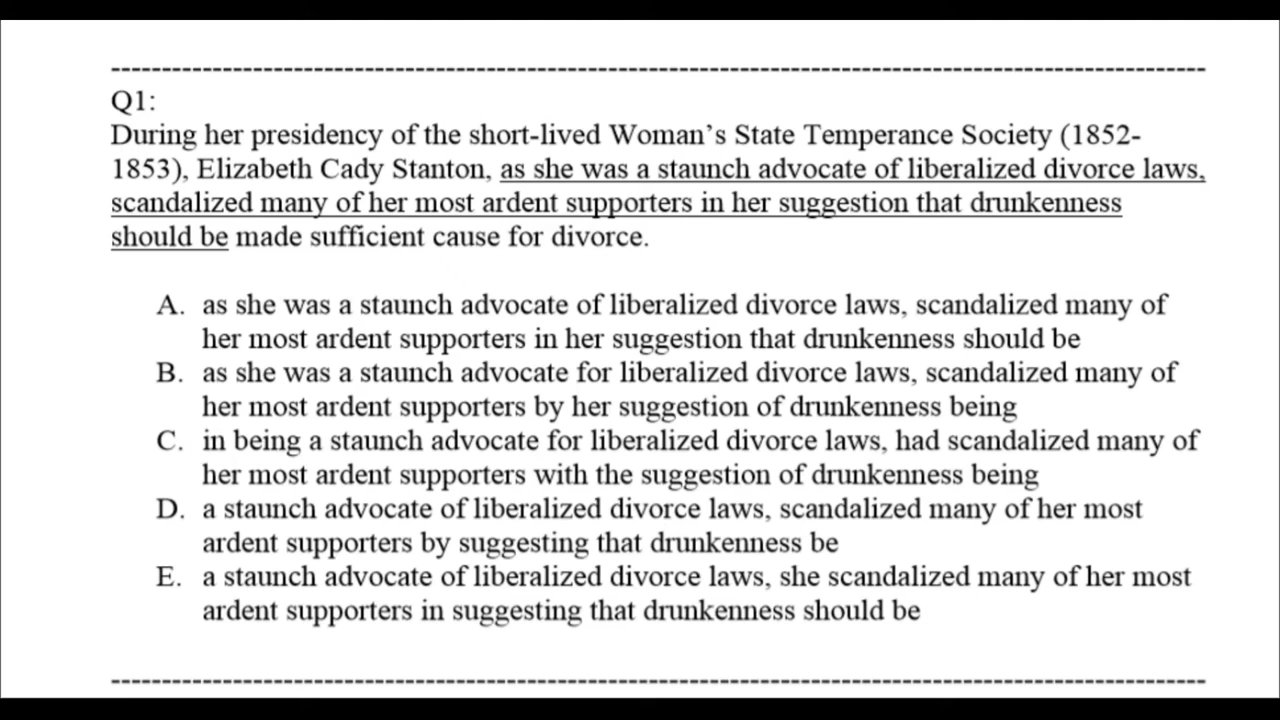 --------------------------------------------------------------------------------------------------------------
Q1:
During her presidency of the short-lived Woman’s State Temperance Society (1852-
1853), Elizabeth Cady Stanton, as she was a staunch advocate of liberalized divorce laws,
scandalized many of her most ardent supporters in her suggestion that drunkenness
should be made sufficient cause for divorce.
A. as she was a staunch advocate of liberalized divorce laws, scandalized many of
her most ardent supporters in her suggestion that drunkenness should be
B. as she was a staunch advocate for liberalized divorce laws, scandalized many of
her most ardent supporters by her suggestion of drunkenness being
C. in being a staunch advocate for liberalized divorce laws, had scandalized many of
her most ardent supporters with the suggestion of drunkenness being
D. a staunch advocate of liberalized divorce laws, scandalized many of her most
ardent supporters by suggesting that drunkenness be
E. a staunch advocate of liberalized divorce laws, she scandalized many of her most
ardent supporters in suggesting that drunkenness should be
--------------------------------------------------------------------------------------------------------------